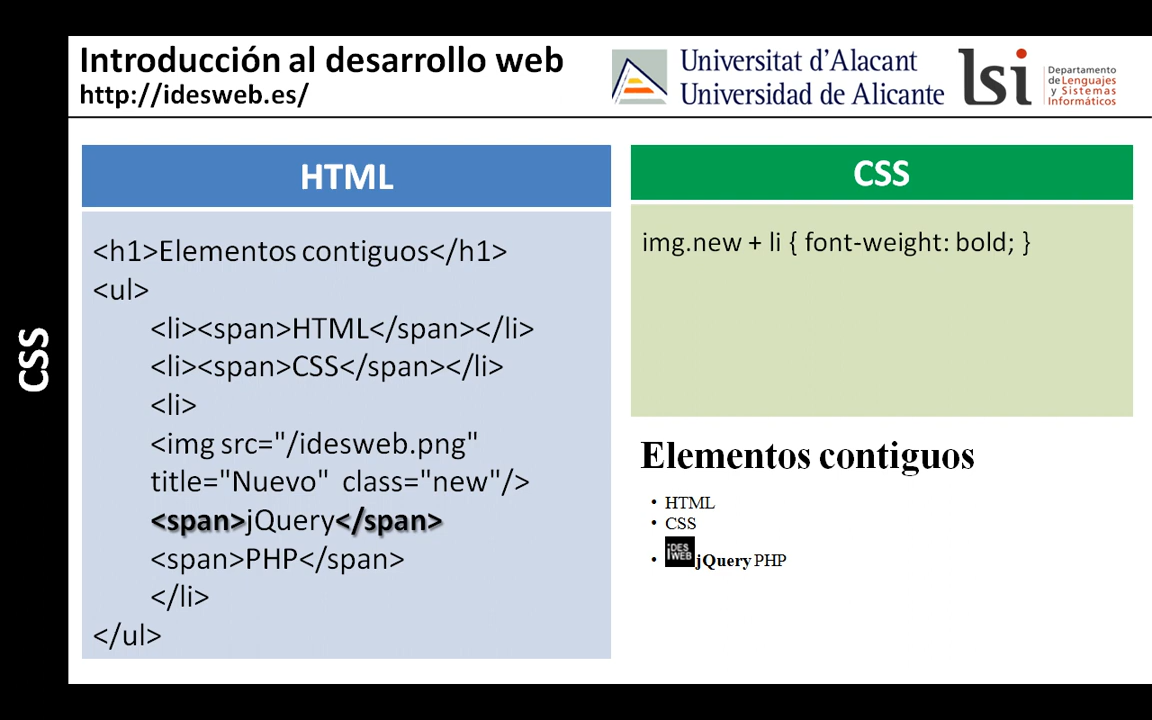 Introducción al desarrollo web
http://idesweb.es/
Universitat d'Alacant
Universidad de Alicante
lsi
Departamento
de Lenguajes
y Sistemas
Informáticos
CSS
HTML
<h1>Elementos contiguos</h1>
<ul>
<li><span>HTML</span></li>
<li><span>CSS</span></li>
<li>
<img src="/idesweb.png"
title="Nuevo" class="new"/>
<span>jQuery</span>
<span>PHP</span>
</li>
</ul>
CSS
img.new + li { font-weight: bold; }
Elementos contiguos
• HTML
• CSS
• iDES
WEB
jQuery PHP